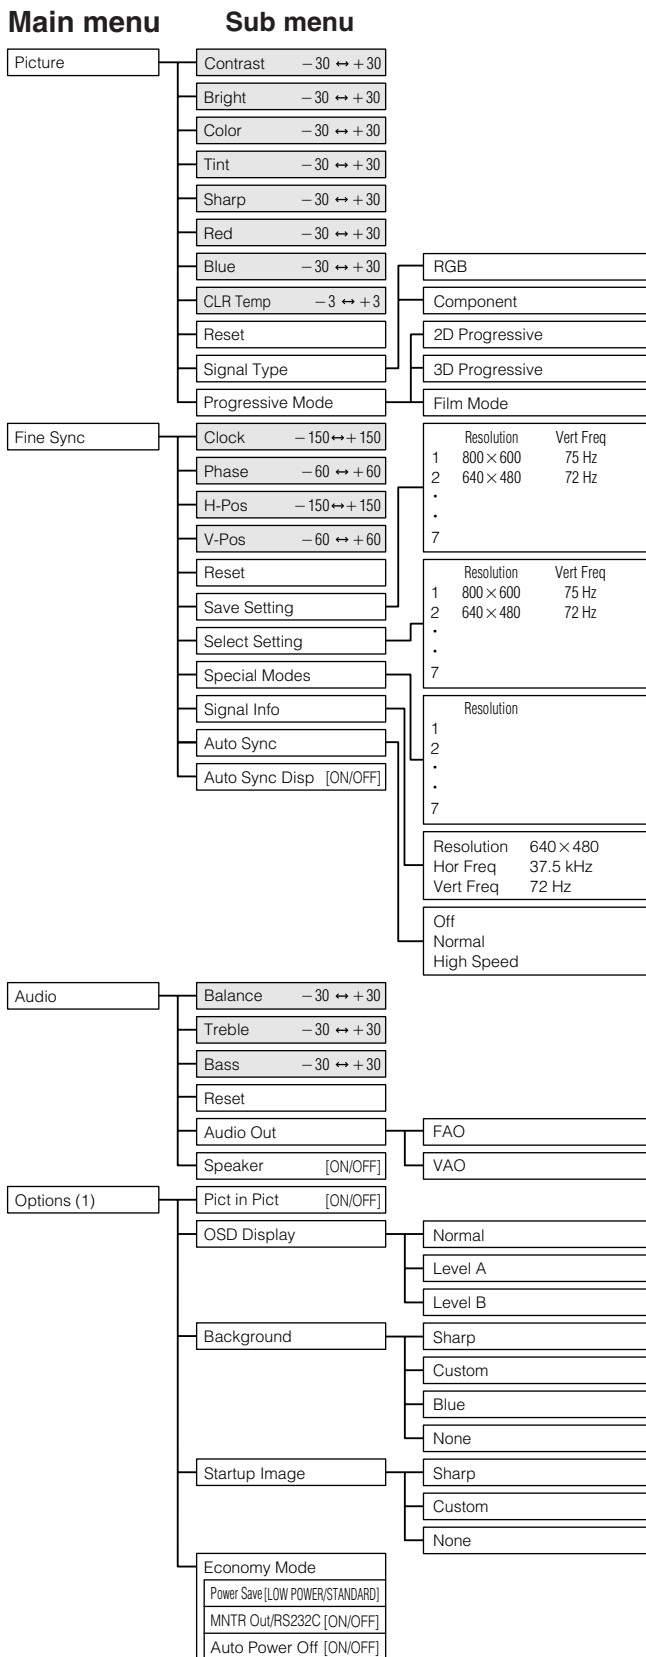 Main menu Sub menu
Picture
Contrast −30 ↔ +30
Bright −30 ↔ +30
Color −30 ↔ +30
Tint −30 ↔ +30
Sharp −30 ↔ +30
Red −30 ↔ +30
Blue −30 ↔ +30
CLR Temp −3 ↔ +3
Reset
Signal Type
RGB
Component
Progressive Mode
2D Progressive
3D Progressive
Film Mode
Fine Sync
Clock −150 ↔ +150
Phase −60 ↔ +60
H-Pos −150 ↔ +150
V-Pos −60 ↔ +60
Reset
Save Setting
Resolution Vert Freq
1 800 × 600 75 Hz
2 640 × 480 72 Hz
·
·
7
Select Setting
Resolution Vert Freq
1 800 × 600 75 Hz
2 640 × 480 72 Hz
·
·
7
Special Modes
Resolution
1
2
·
·
7
Signal Info
Resolution 640 × 480
Hor Freq 37.5 kHz
Vert Freq 72 Hz
Auto Sync
Off
Normal
High Speed
Auto Sync Disp [ON/OFF]
Audio
Balance −30 ↔ +30
Treble −30 ↔ +30
Bass −30 ↔ +30
Reset
Audio Out
FAO
VAO
Speaker [ON/OFF]
Options (1)
Pict in Pict [ON/OFF]
OSD Display
Normal
Level A
Level B
Background
Sharp
Custom
Blue
None
Startup Image
Sharp
Custom
None
Economy Mode
Power Save [LOW POWER/STANDARD]
MNTR Out/RS232C [ON/OFF]
Auto Power Off [ON/OFF]